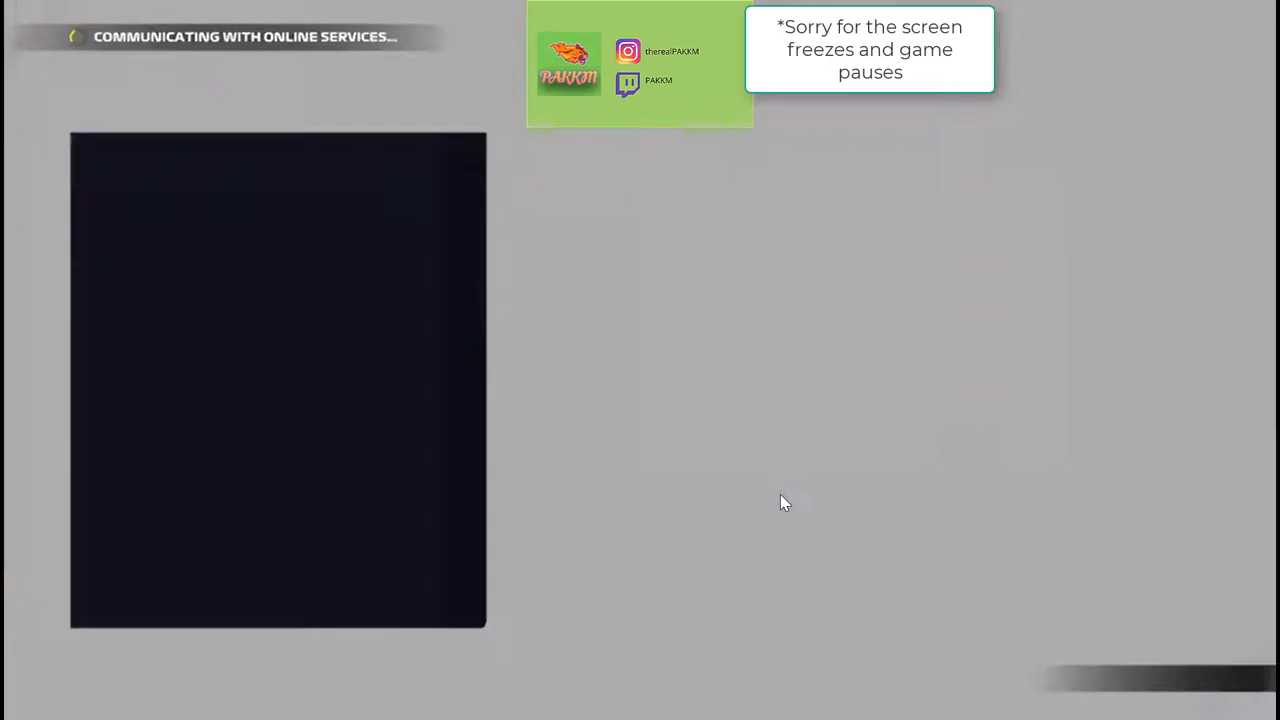 COMMUNICATING WITH ONLINE SERVICES...
PAKKM
therealPAKKM
PAKKM
*Sorry for the screen
freezes and game
pauses